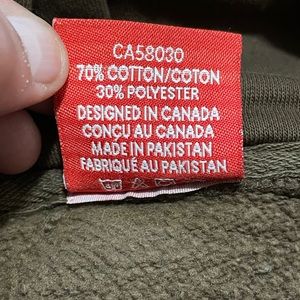 CA58030
70% COTTON/COTON
30% POLYESTER
DESIGNED IN CANADA
CONÇU AU CANADA
MADE IN PAKISTAN
FABRIQUÉ AU PAKISTAN